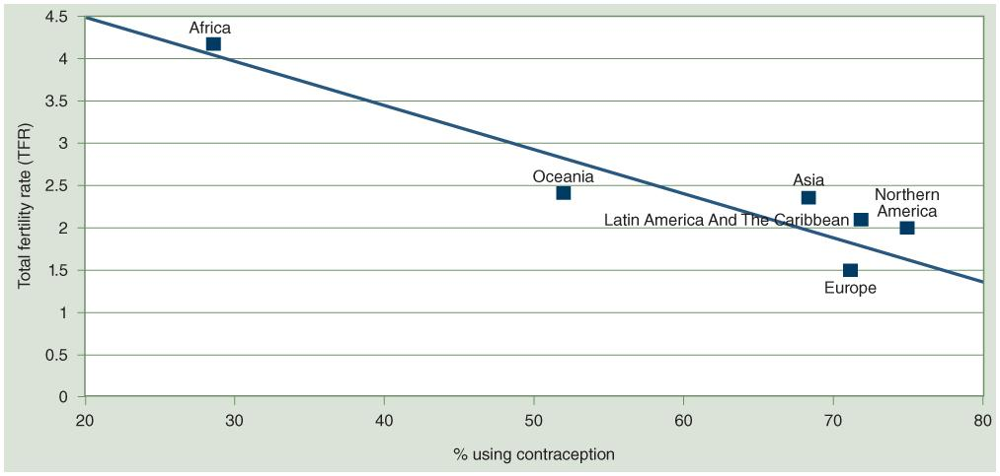 4.5
4
3.5
3
2.5
2
1.5
1
0.5
0
Total fertility rate (TFR)
Africa
Oceania
Asia
Northern
America
Latin America And The Caribbean
Europe
20
30
40
50
60
70
80
% using contraception